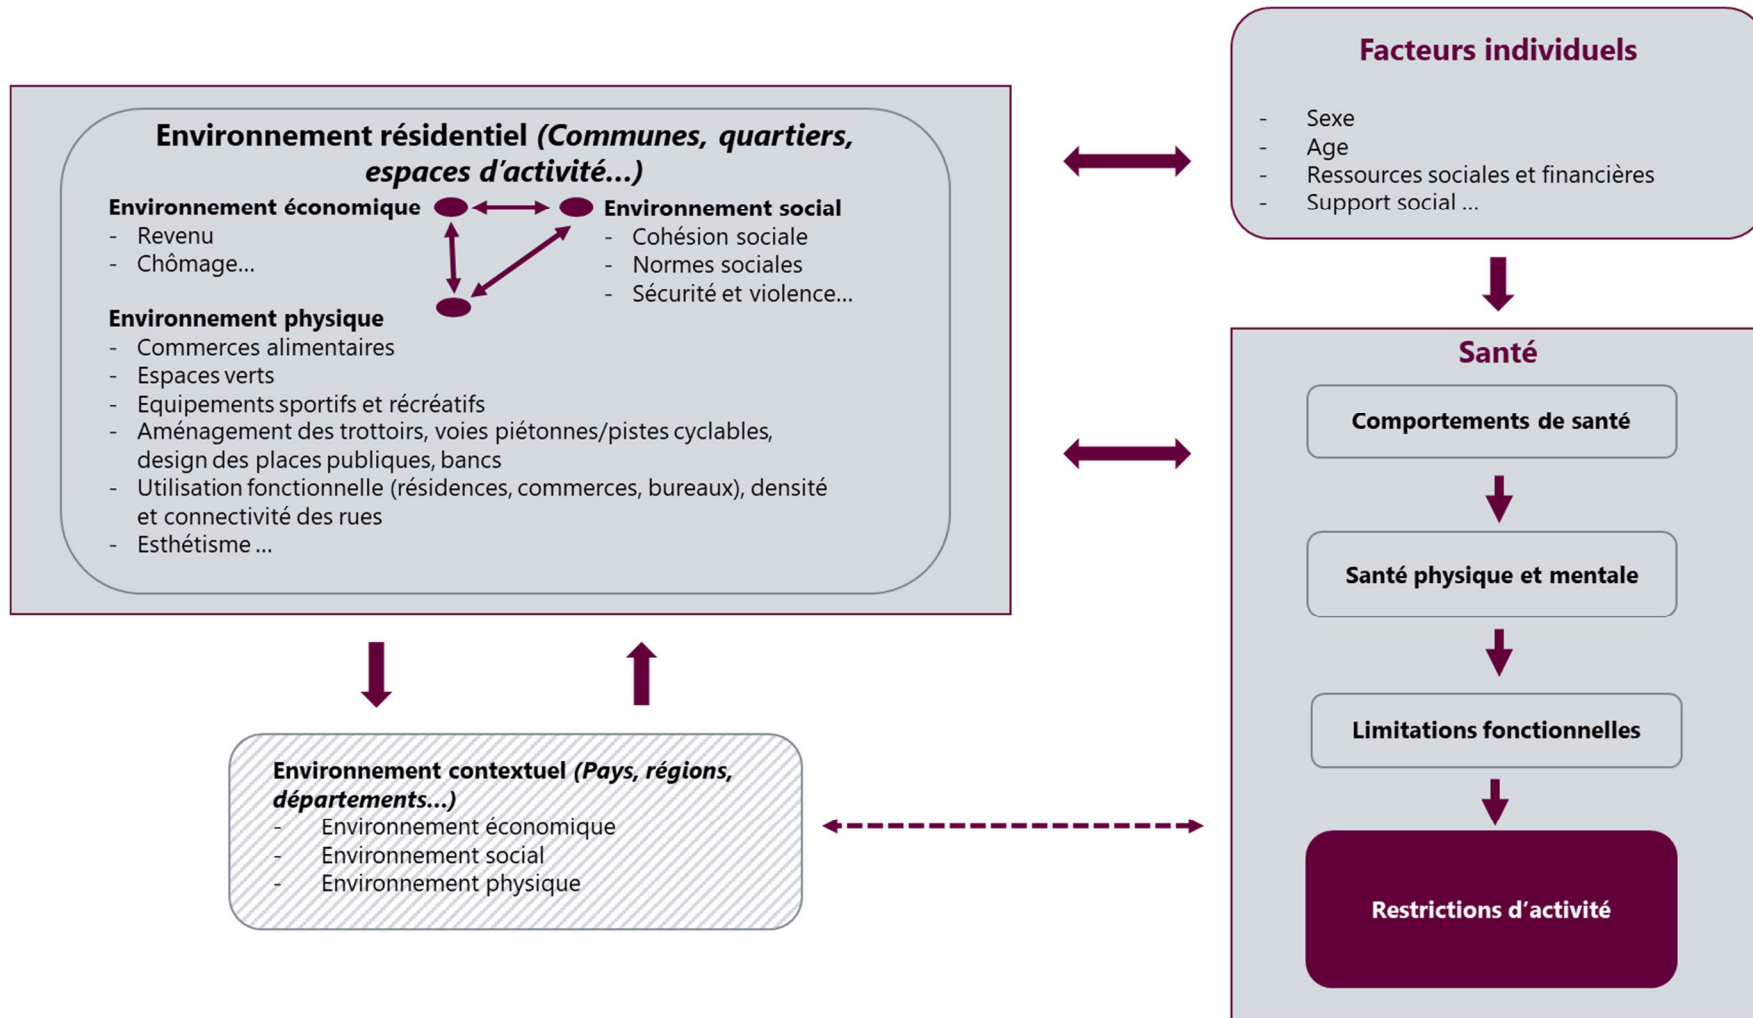 Facteurs individuels
- Sexe
- Age
- Ressources sociales et financières
- Support social ...
Environnement résidentiel (Communes, quartiers,
espaces d’activité...)
Environnement économique
- Revenu
- Chômage...
Environnement social
- Cohésion sociale
- Normes sociales
- Sécurité et violence...
Environnement physique
- Commerces alimentaires
- Espaces verts
- Equipements sportifs et récréatifs
- Aménagement des trottoirs, voies piétonnes/pistes cyclables,
design des places publiques, bancs
- Utilisation fonctionnelle (résidences, commerces, bureaux), densité
et connectivité des rues
- Esthétisme ...
Environnement contextuel (Pays, régions,
départements...)
- Environnement économique
- Environnement social
- Environnement physique
Santé
Comportements de santé
Santé physique et mentale
Limitations fonctionnelles
Restrictions d’activité